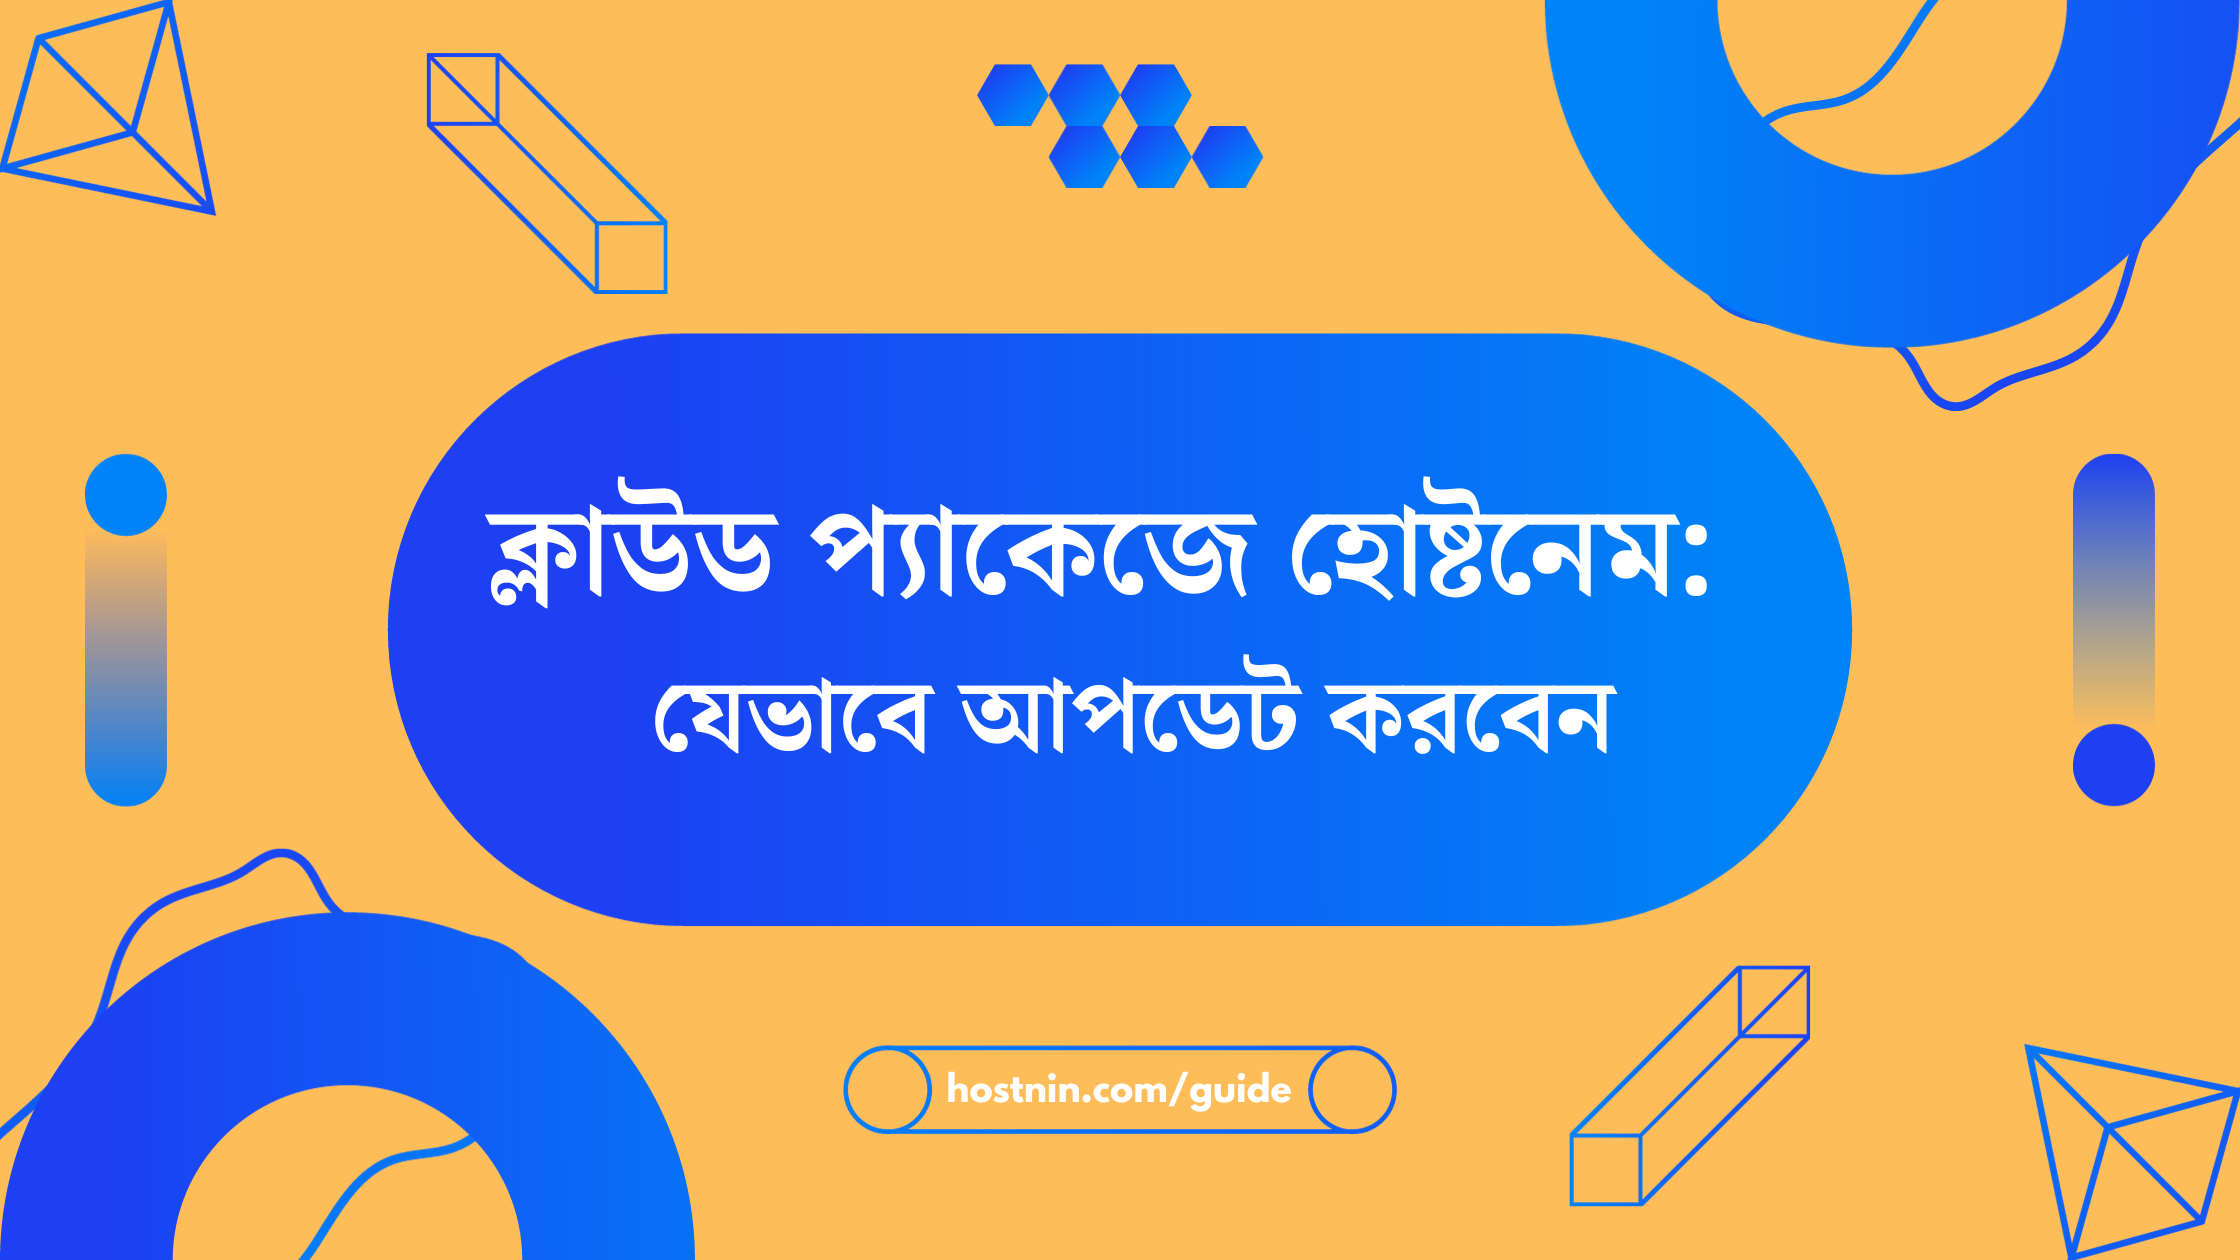 ক্লাউড প্যাকেজে হোষ্টনেম:
যেভাবে আপডেট করবেন
hostnin.com/guide